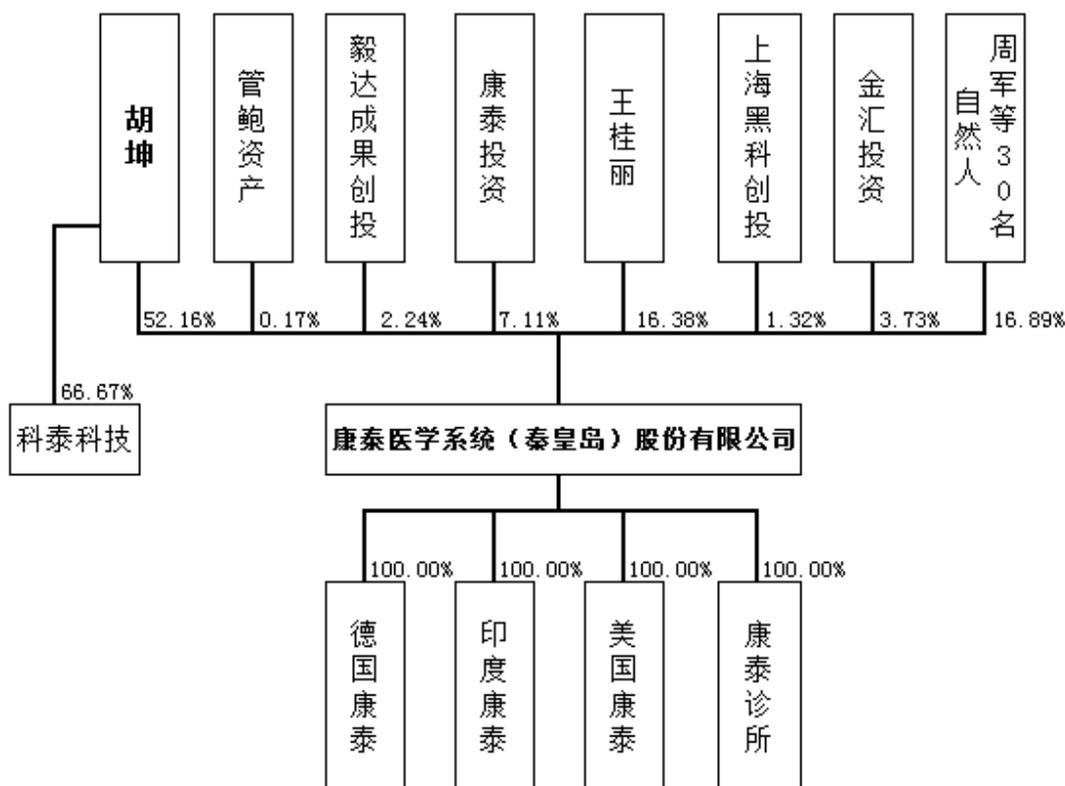 胡坤
管鲍资产
毅达成果创投
康泰投资
王桂丽
上海黑科创投
金汇投资
周军等30名
自然人
52.16%
0.17%
2.24%
7.11%
16.38%
1.32%
3.73%
16.89%
66.67%
科泰科技
康泰医学系统（秦皇岛）股份有限公司
100.00%
100.00%
100.00%
100.00%
德国康泰
印度康泰
美国康泰
康泰诊所